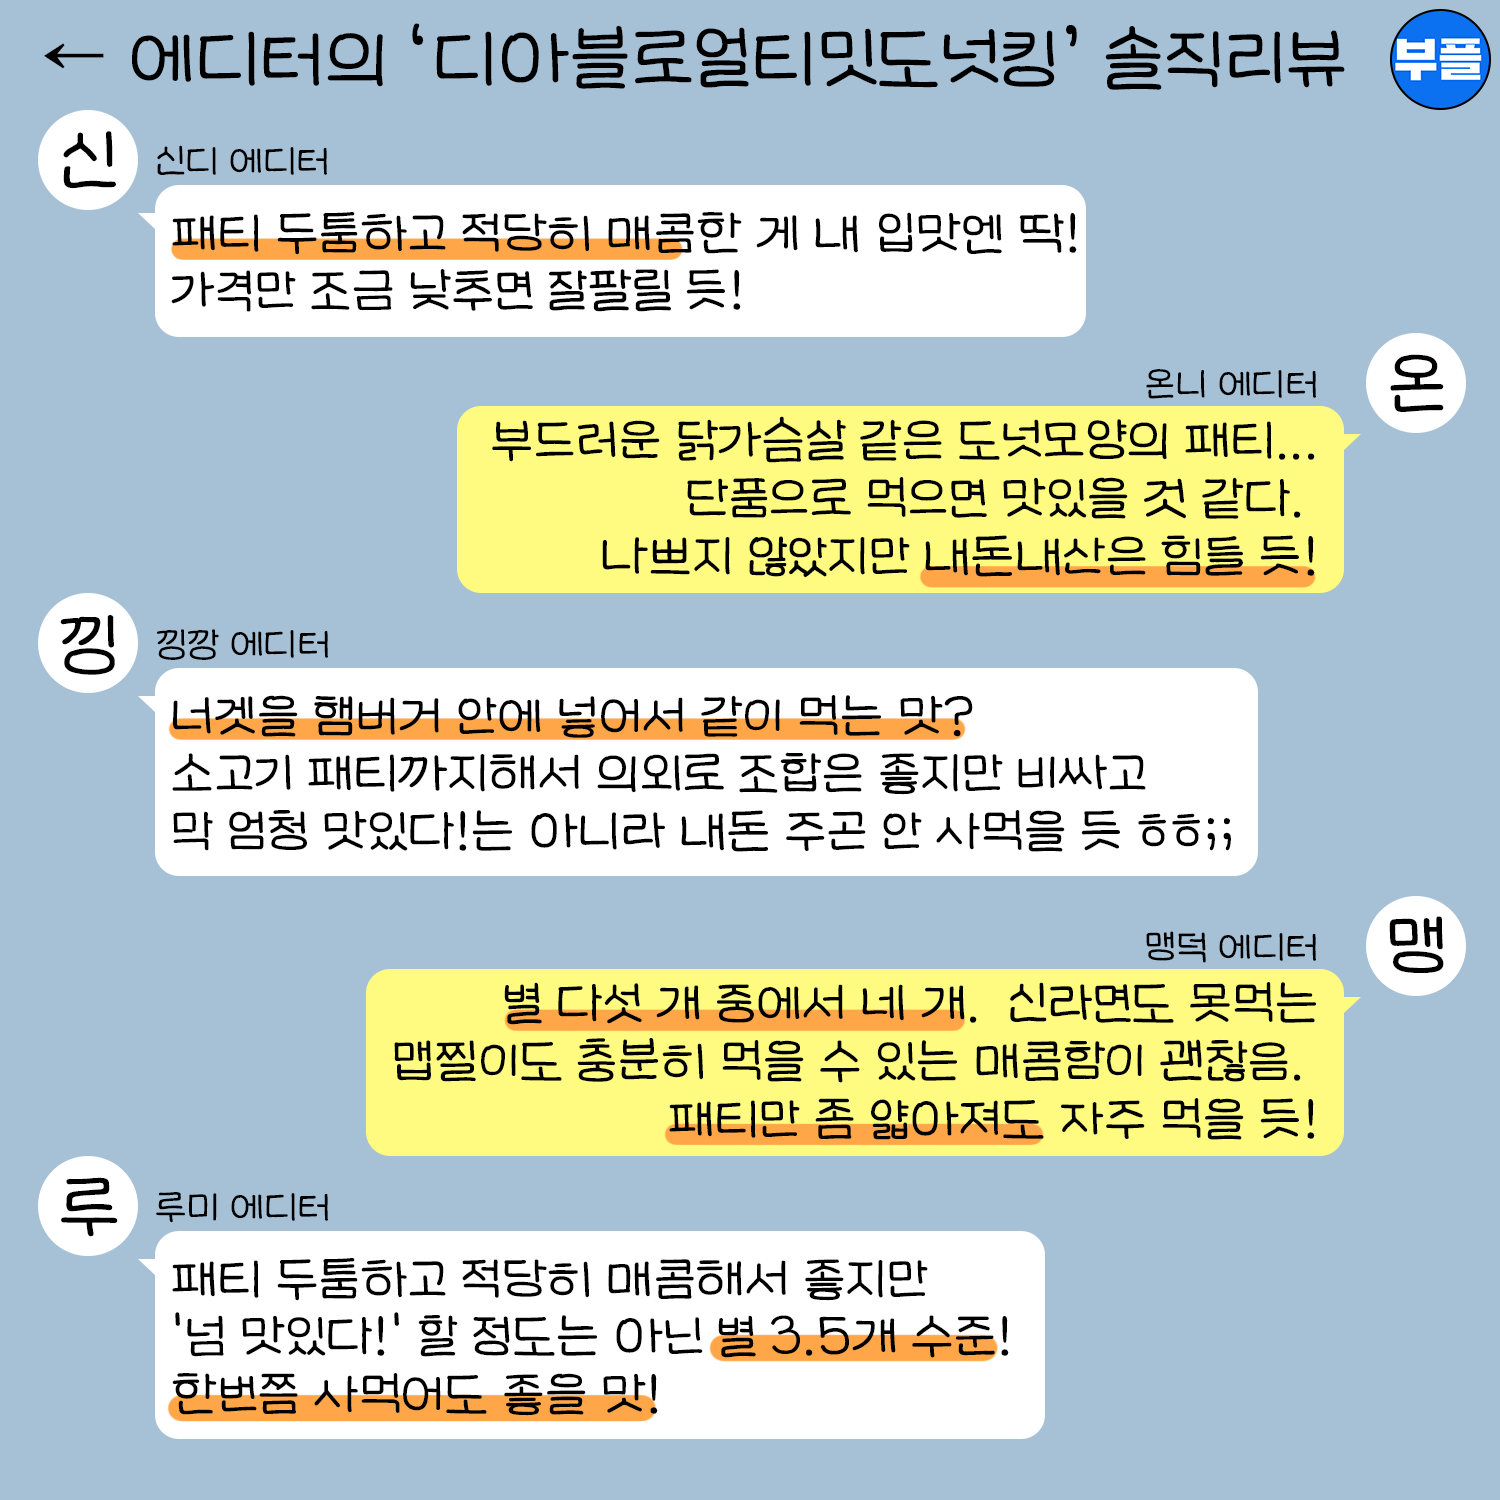 ← 에디터의 ‘디아블로얼티밋도넛킹’ 솔직리뷰
부플
신
신디 에디터
패티 두툼하고 적당히 매콤한 게 내 입맛엔 딱!
가격만 조금 낮추면 잘팔릴 듯!
온
온니 에디터
부드러운 닭가슴살 같은 도넛모양의 패티...
단품으로 먹으면 맛있을 것 같다.
나쁘지 않았지만 내돈내산은 힘들 듯!
낑
낑깡 에디터
너겟을 햄버거 안에 넣어서 같이 먹는 맛?
소고기 패티까지해서 의외로 조합은 좋지만 비싸고
막 엄청 맛있다!는 아니라 내돈 주곤 안 사먹을 듯 ㅎㅎ;;
맹
맹덕 에디터
별 다섯 개 중에서 네 개. 신라면도 못먹는
맵찔이도 충분히 먹을 수 있는 매콤함이 괜찮음.
패티만 좀 얇아져도 자주 먹을 듯!
루
루미 에디터
패티 두툼하고 적당히 매콤해서 좋지만
'넘 맛있다!' 할 정도는 아닌 별 3.5개 수준!
한번쯤 사먹어도 좋을 맛!